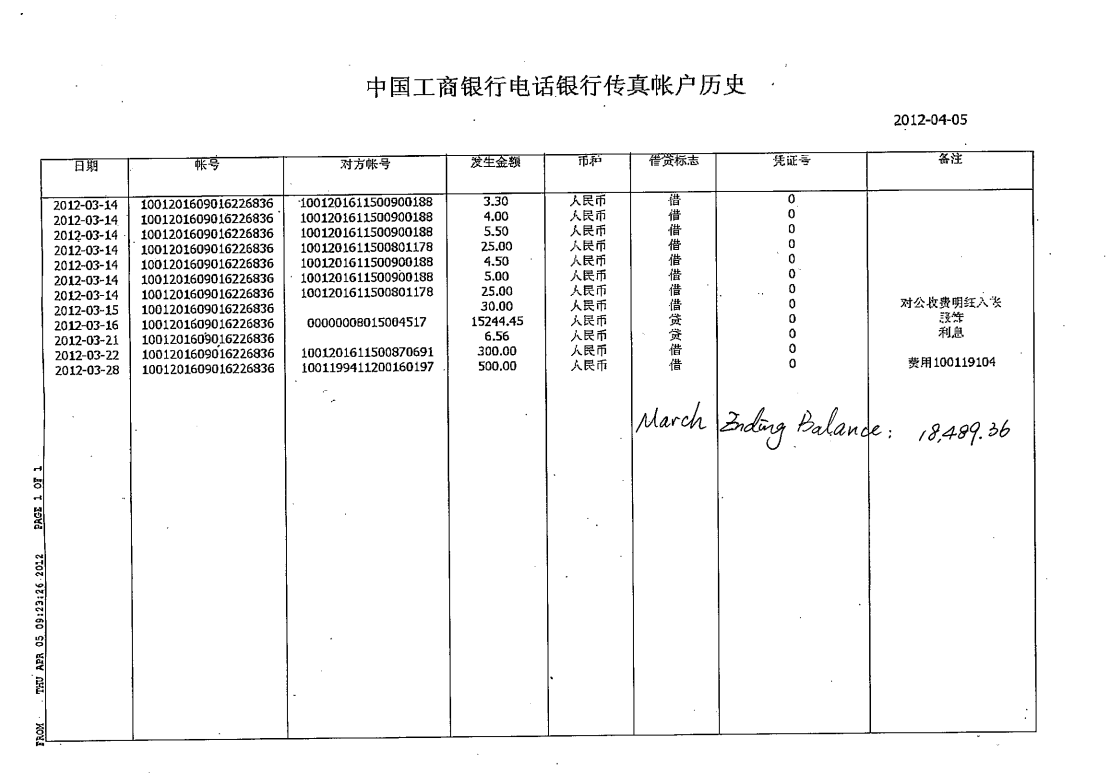 中国工商银行电话银行传真帐户历史
2012-04-05
日期 帐号 对方帐号 发生金额 币种 借贷标志 凭证号 备注
2012-03-14 1001201609016226836 1001201611500900188 3.30 人民币 借 0
2012-03-14 1001201609016226836 1001201611500900188 4.00 人民币 借 0
2012-03-14 1001201609016226836 1001201611500900188 5.50 人民币 借 0
2012-03-14 1001201609016226836 1001201611500801178 25.00 人民币 借 0
2012-03-14 1001201609016226836 1001201611500900188 4.50 人民币 借 0
2012-03-14 1001201609016226836 1001201611500900188 5.00 人民币 借 0
2012-03-14 1001201609016226836 1001201611500801178 25.00 人民币 借 0
2012-03-15 1001201609016226836 30.00 人民币 借 0 对公收费明细入帐
2012-03-16 1001201609016226836 00000008015004517 15244.45 人民币 贷 0 服饰
2012-03-21 1001201609016226836 6.56 人民币 贷 0 利息
2012-03-22 1001201609016226836 1001201611500870691 300.00 人民币 借 0
2012-03-28 1001201609016226836 1001199411200160197 500.00 人民币 借 0 费用100119104
March Ending Balance: 18,489.36
FROM THU APR 05 09:23:26 2012 PAGE 1 OF 1